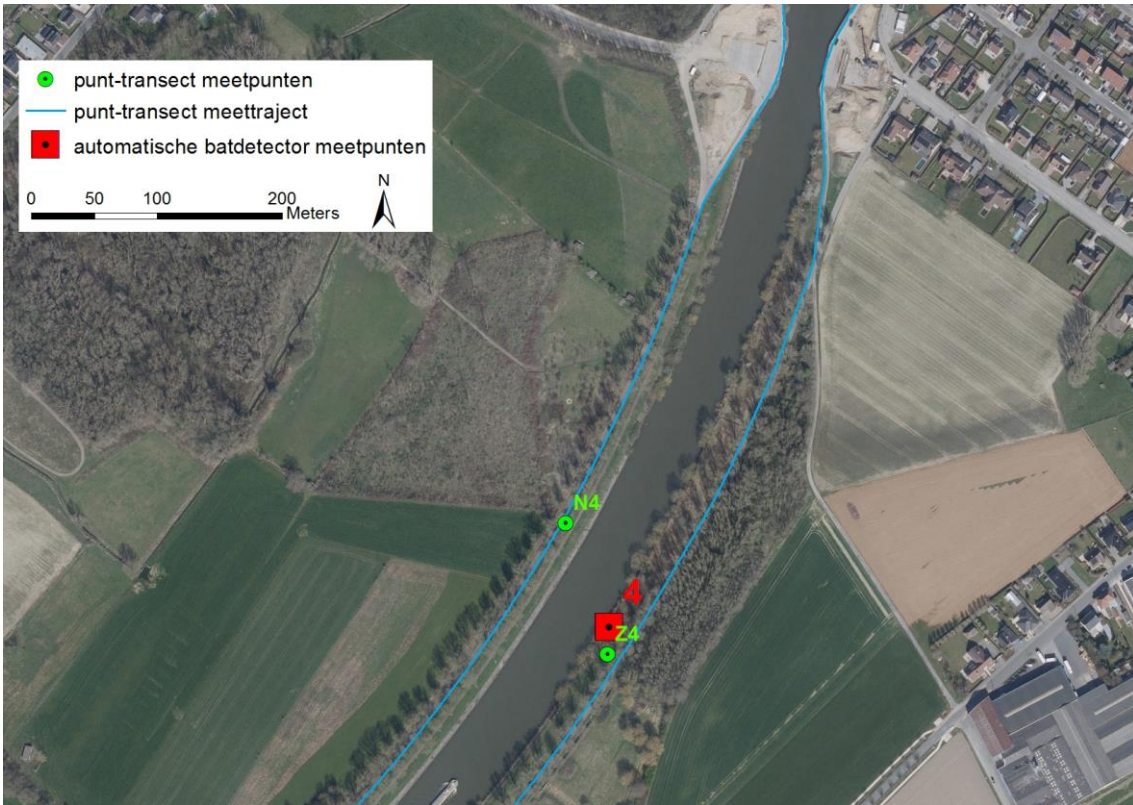 punt-transect meetpunten
punt-transect meettraject
automatische batdetector meetpunten
N
0 50 100 200
Meters
N4
4
Z4